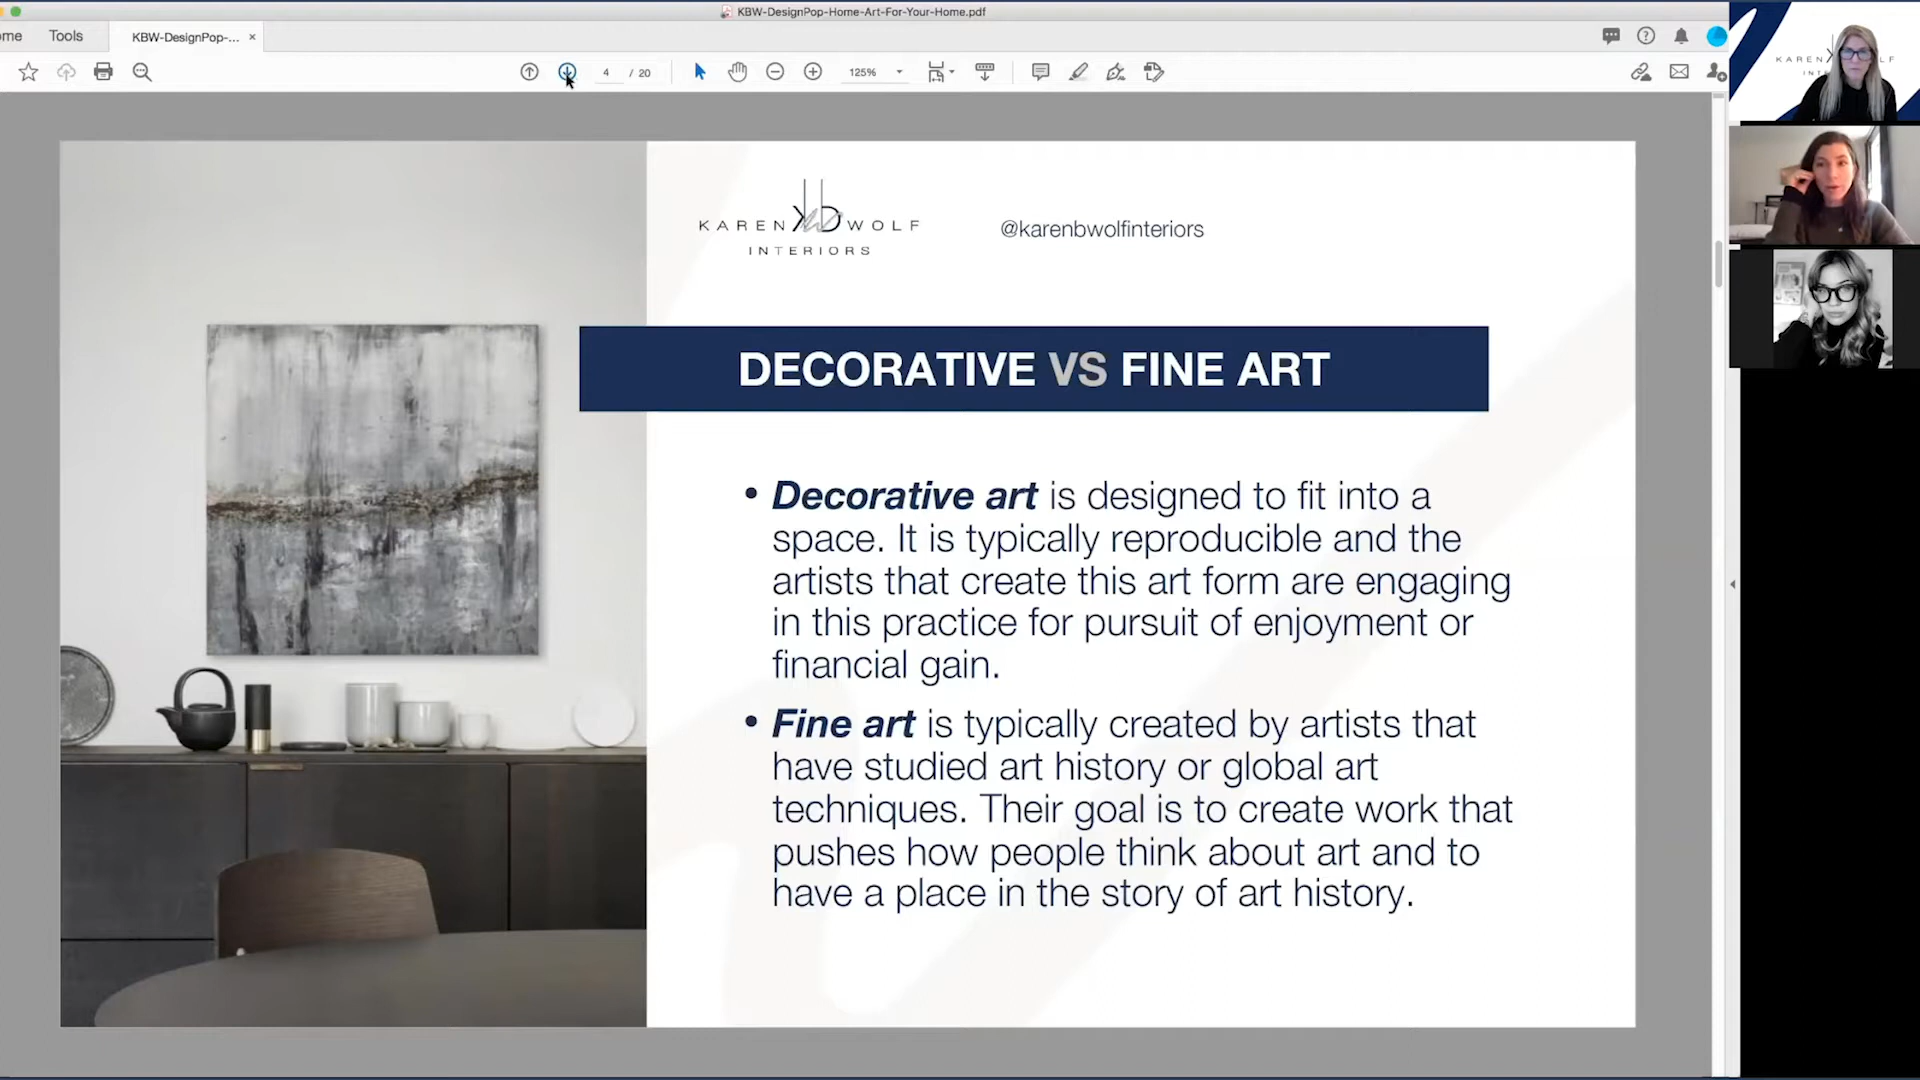 KBW-DesignPop-Home-Art-For-Your-Home.pdf
ome Tools KBW-DesignPop-... ×
4 / 20 125%
KAREN WOLF
INTERIORS
@karenbwolfinteriors
DECORATIVE VS FINE ART
• Decorative art is designed to fit into a
space. It is typically reproducible and the
artists that create this art form are engaging
in this practice for pursuit of enjoyment or
financial gain.
• Fine art is typically created by artists that
have studied art history or global art
techniques. Their goal is to create work that
pushes how people think about art and to
have a place in the story of art history.